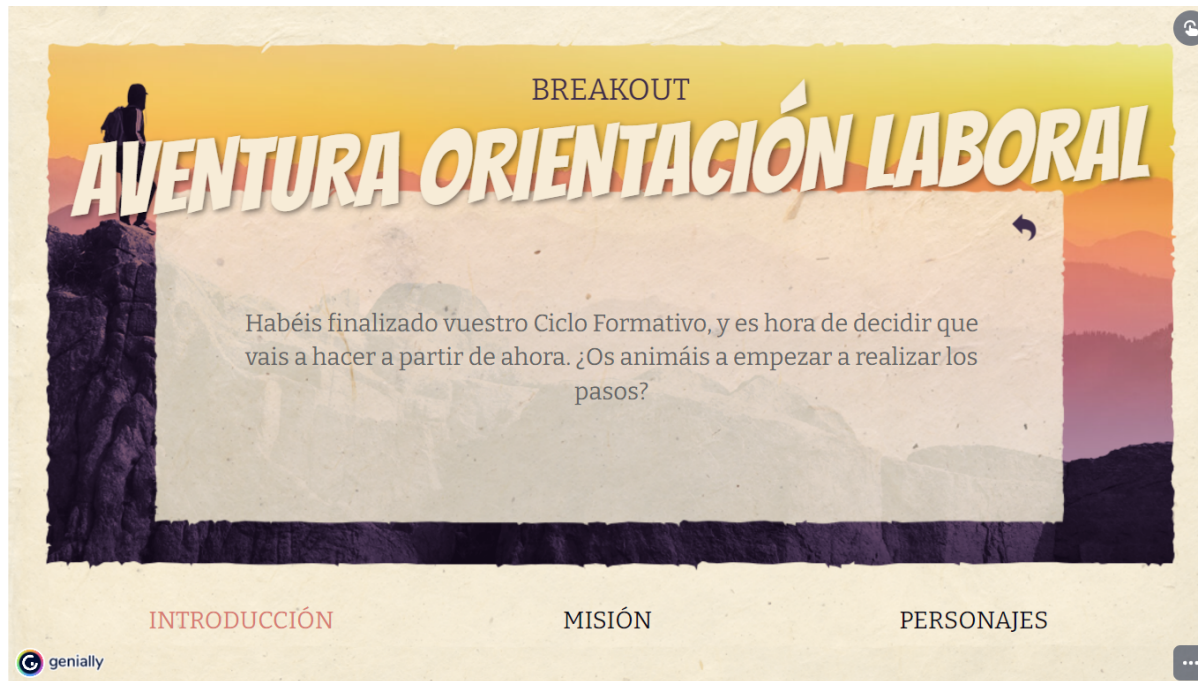 BREAKOUT
AVENTURA ORIENTACIÓN LABORAL
Habéis finalizado vuestro Ciclo Formativo, y es hora de decidir que
vais a hacer a partir de ahora. ¿Os animáis a empezar a realizar los
pasos?
INTRODUCCIÓN
MISIÓN
PERSONAJES
genially